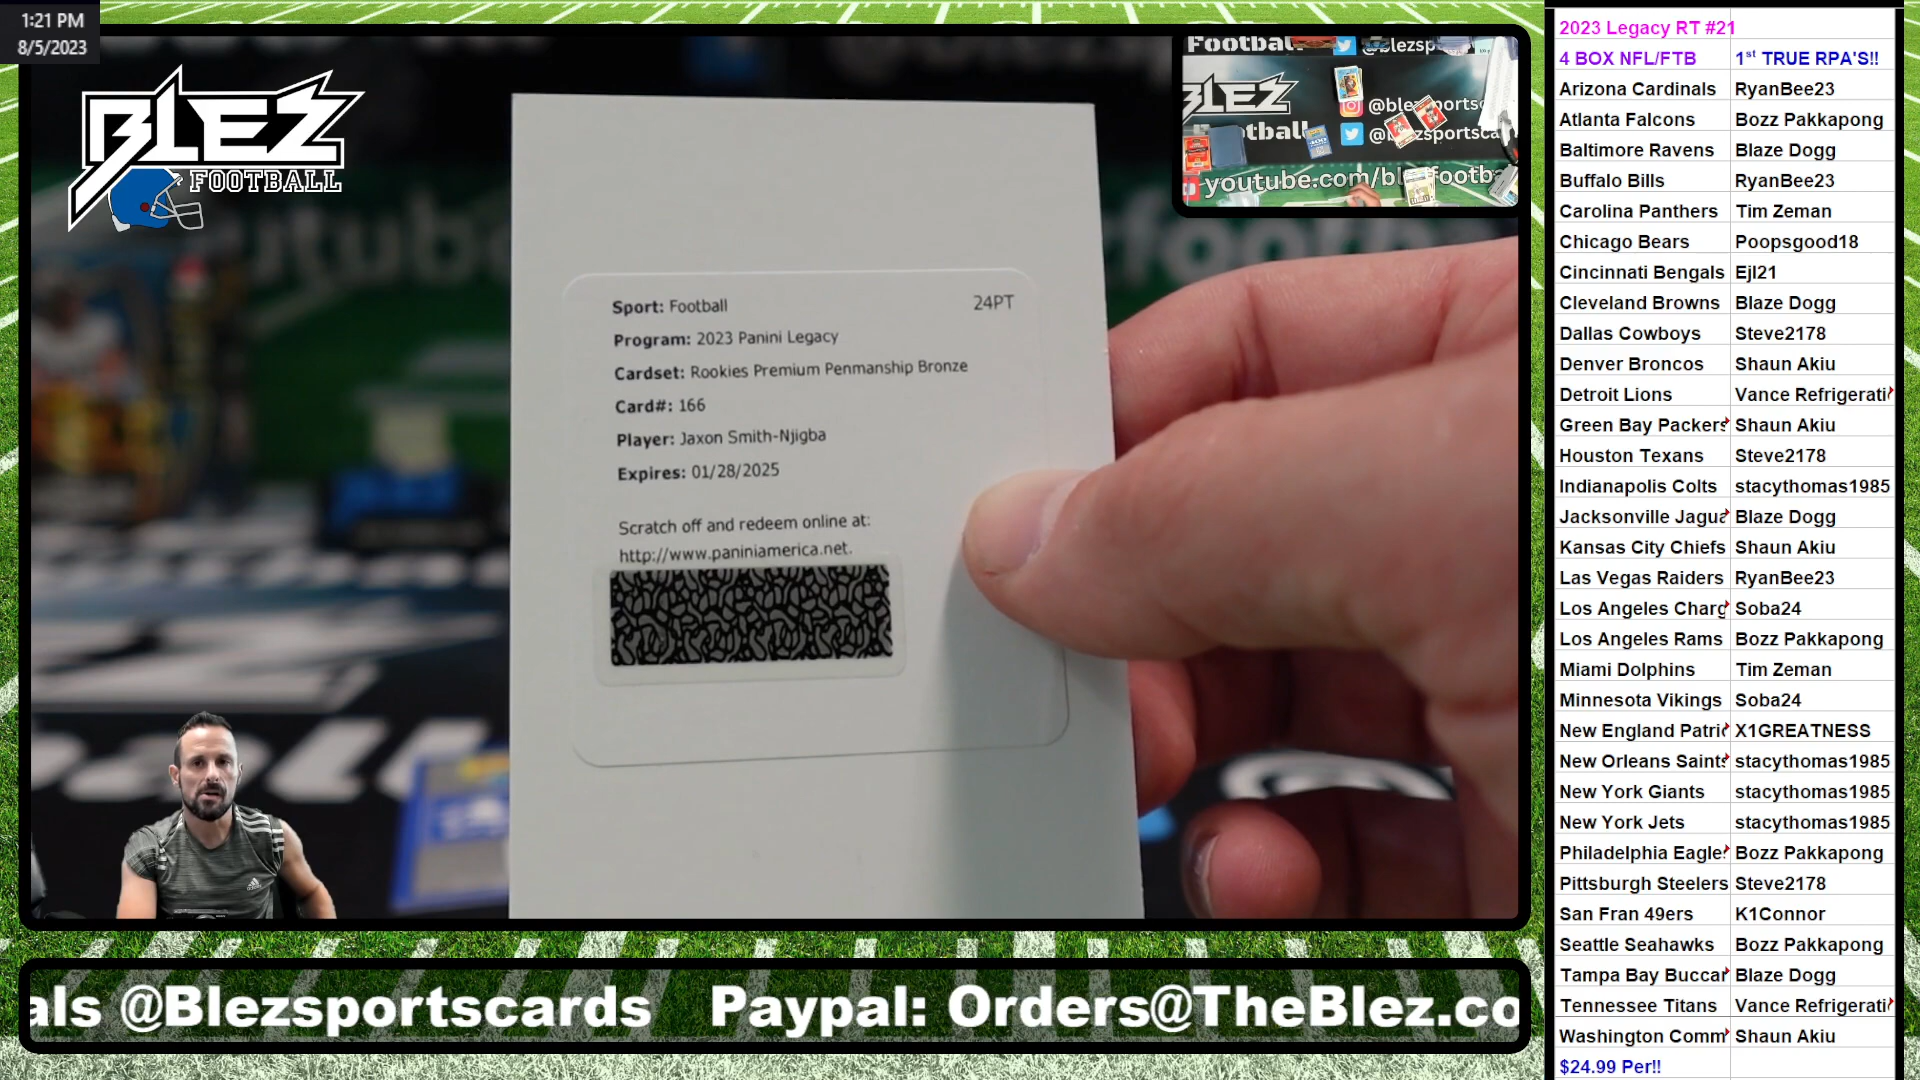 1:21 PM
8/5/2023
BLEZ
FOOTBALL
Football
@blezsp
BLEZ
@blezsportsc
Football
@blezsportsca
youtube.com/blezfootba
Sport: Football
24PT
Program: 2023 Panini Legacy
Cardset: Rookies Premium Penmanship Bronze
Card#: 166
Player: Jaxon Smith-Njigba
Expires: 01/28/2025
Scratch off and redeem online at:
http://www.paniniamerica.net.
als @Blezsportscards Paypal: Orders@TheBlez.co
2023 Legacy RT #21
4 BOX NFL/FTB 1st TRUE RPA'S!!
Arizona Cardinals RyanBee23
Atlanta Falcons Bozz Pakkapong
Baltimore Ravens Blaze Dogg
Buffalo Bills RyanBee23
Carolina Panthers Tim Zeman
Chicago Bears Poopsgood18
Cincinnati Bengals Ejl21
Cleveland Browns Blaze Dogg
Dallas Cowboys Steve2178
Denver Broncos Shaun Akiu
Detroit Lions Vance Refrigerati
Green Bay Packers Shaun Akiu
Houston Texans Steve2178
Indianapolis Colts stacythomas1985
Jacksonville Jagua Blaze Dogg
Kansas City Chiefs Shaun Akiu
Las Vegas Raiders RyanBee23
Los Angeles Charg Soba24
Los Angeles Rams Bozz Pakkapong
Miami Dolphins Tim Zeman
Minnesota Vikings Soba24
New England Patri X1GREATNESS
New Orleans Saints stacythomas1985
New York Giants stacythomas1985
New York Jets stacythomas1985
Philadelphia Eagle Bozz Pakkapong
Pittsburgh Steelers Steve2178
San Fran 49ers K1Connor
Seattle Seahawks Bozz Pakkapong
Tampa Bay Buccar Blaze Dogg
Tennessee Titans Vance Refrigerati
Washington Comm Shaun Akiu
$24.99 Per!!